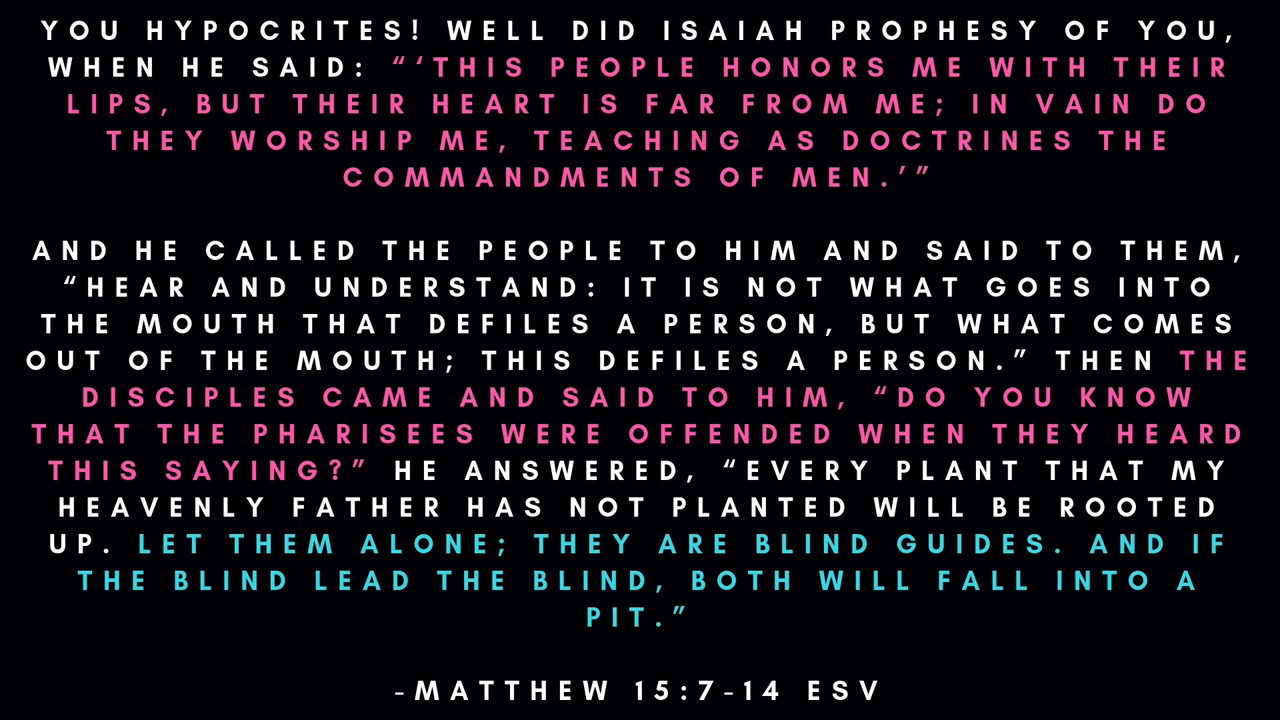 YOU HYPOCRITES! WELL DID ISAIAH PROPHESY OF YOU,
WHEN HE SAID: “‘THIS PEOPLE HONORS ME WITH THEIR
LIPS, BUT THEIR HEART IS FAR FROM ME; IN VAIN DO
THEY WORSHIP ME, TEACHING AS DOCTRINES THE
COMMANDMENTS OF MEN.’”
AND HE CALLED THE PEOPLE TO HIM AND SAID TO THEM,
“HEAR AND UNDERSTAND: IT IS NOT WHAT GOES INTO
THE MOUTH THAT DEFILES A PERSON, BUT WHAT COMES
OUT OF THE MOUTH; THIS DEFILES A PERSON.” THEN THE
DISCIPLES CAME AND SAID TO HIM, “DO YOU KNOW
THAT THE PHARISEES WERE OFFENDED WHEN THEY HEARD
THIS SAYING?” HE ANSWERED, “EVERY PLANT THAT MY
HEAVENLY FATHER HAS NOT PLANTED WILL BE ROOTED
UP. LET THEM ALONE; THEY ARE BLIND GUIDES. AND IF
THE BLIND LEAD THE BLIND, BOTH WILL FALL INTO A
PIT.”
-MATTHEW 15:7-14 ESV